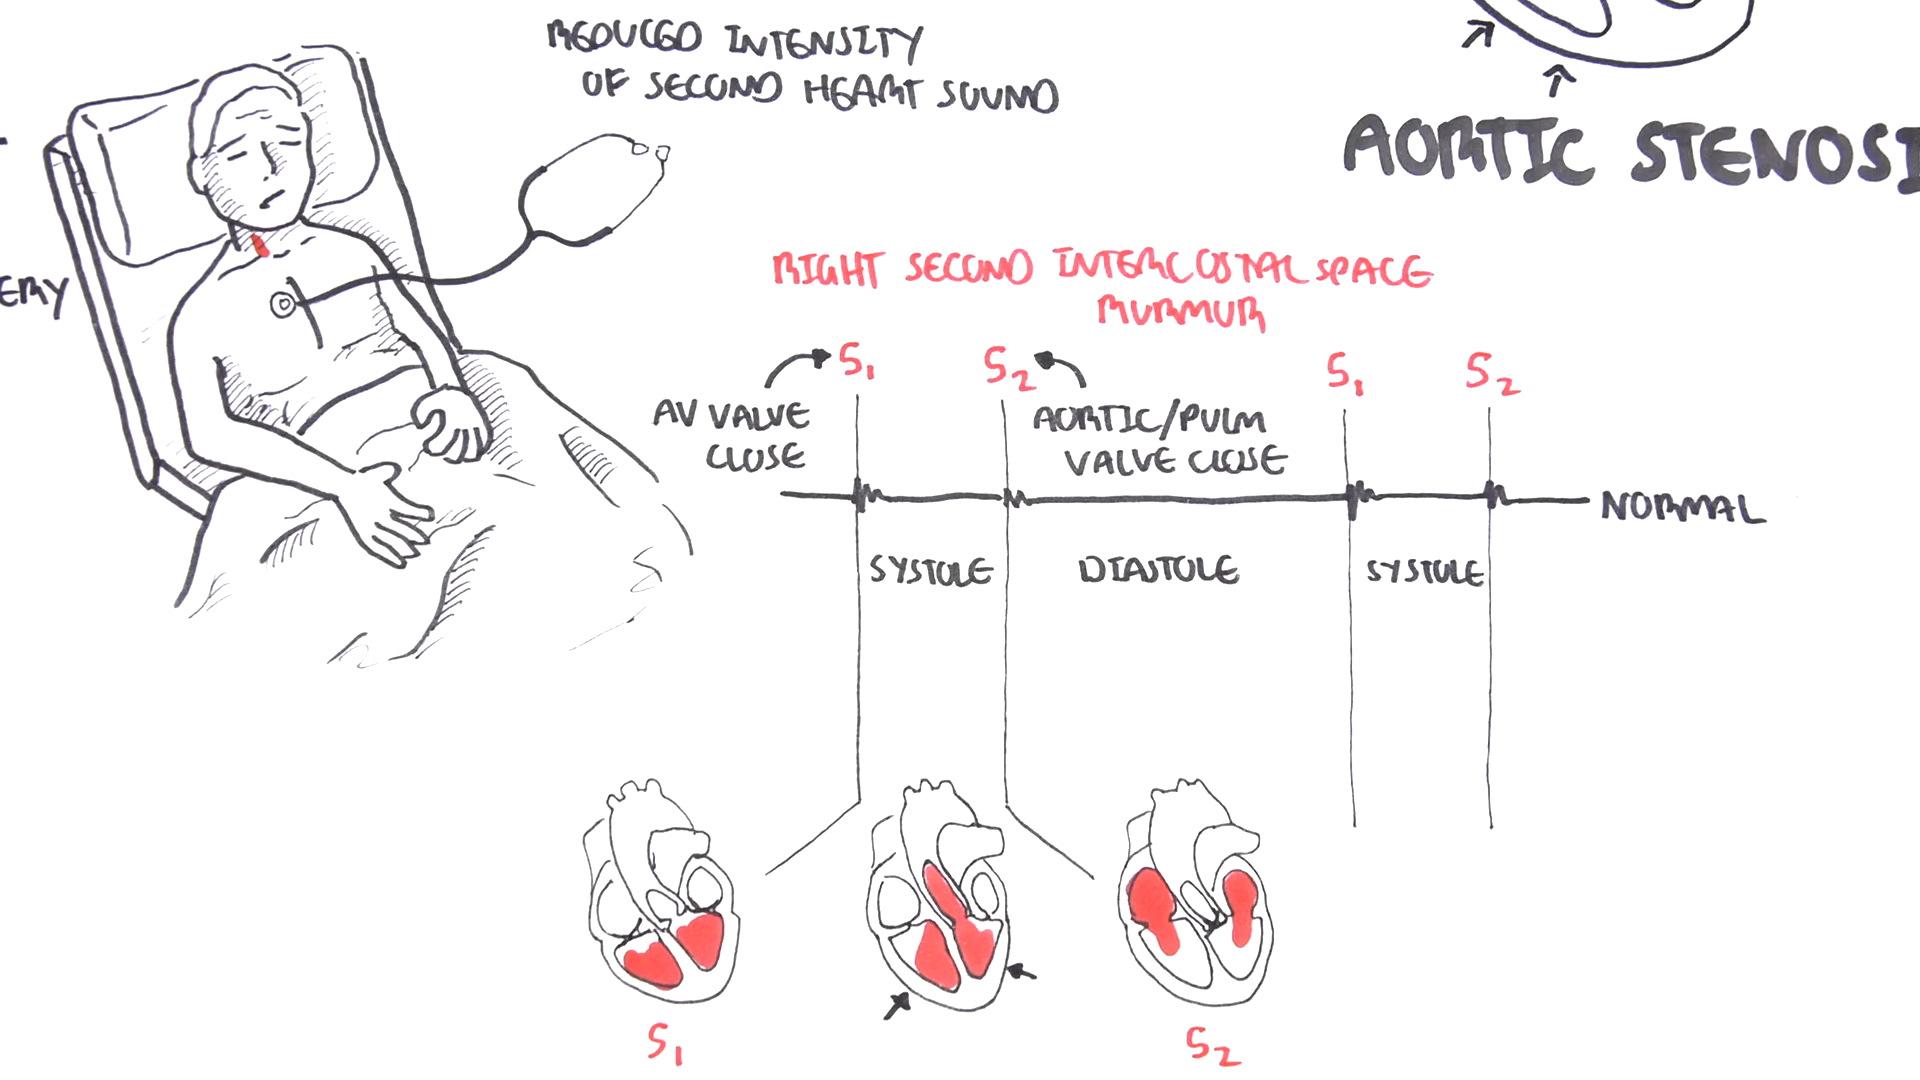 REDUCED INTENSITY
OF SECOND HEART SOUND
AORTIC STENOSI
ERY
RIGHT SECOND INTERCOSTAL SPACE
MURMUR
S1 S2 S1 S2
AV VALVE
CLOSE
AORTIC/PULM
VALVE CLOSE
NORMAL
SYSTOLE DIASTOLE SYSTOLE
S1 S2